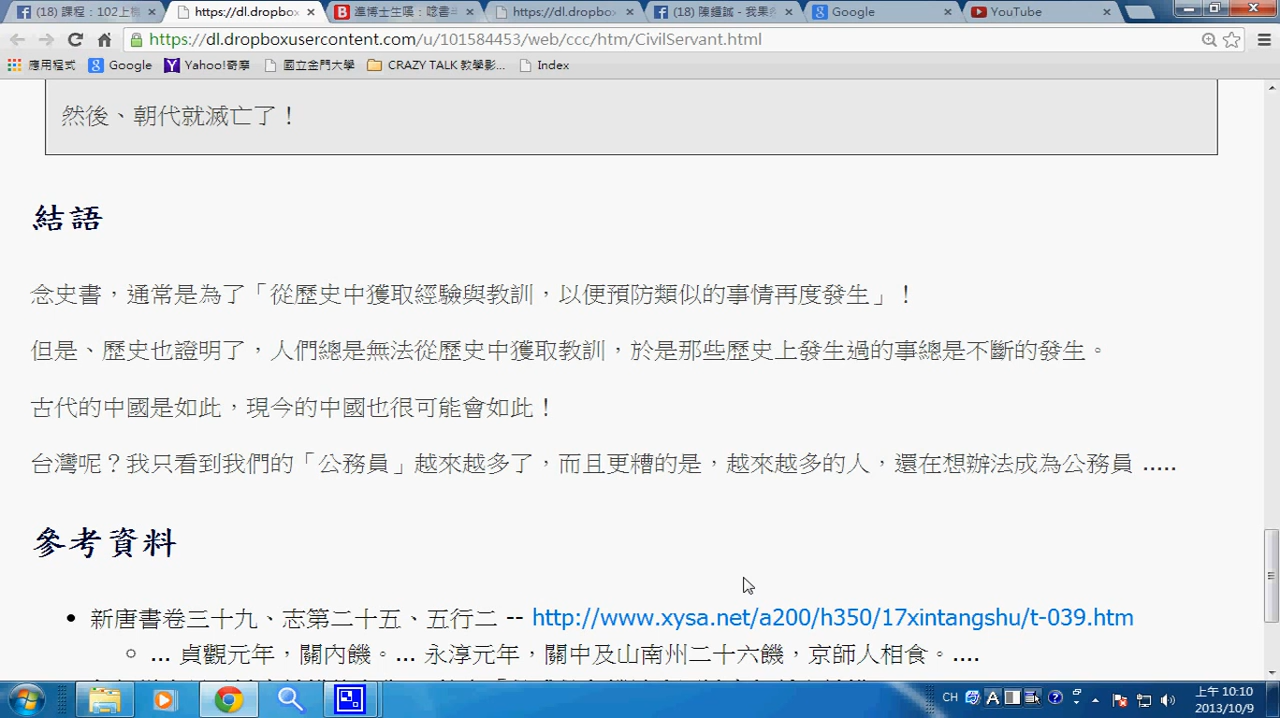 (18) 課程：102上
https://dl.dropbox
(18) 陳鍾誠 - 我
Google
YouTube
https://dl.dropboxusercontent.com/u/101584453/web/ccc/htm/CivilServant.html
應用程式 Google Yahoo!奇摩 國立金門大學 CRAZY TALK 教學影... Index
然後、朝代就滅亡了！
結語
念史書，通常是為了「從歷史中獲取經驗與教訓，以便預防類似的事情再度發生」！
但是、歷史也證明了，人們總是無法從歷史中獲取教訓，於是那些歷史上發生過的事總是不斷的發生。
古代的中國是如此，現今的中國也很可能會如此！
台灣呢？我只看到我們的「公務員」越來越多了，而且更糟的是，越來越多的人，還在想辦法成為公務員 .....
參考資料
• 新唐書卷三十九、志第二十五、五行二 -- http://www.xysa.net/a200/h350/17xintangshu/t-039.htm
... 貞觀元年，關內饑。... 永淳元年，關中及山南州二十六饑，京師人相食。....
CH
上午 10:10
2013/10/9